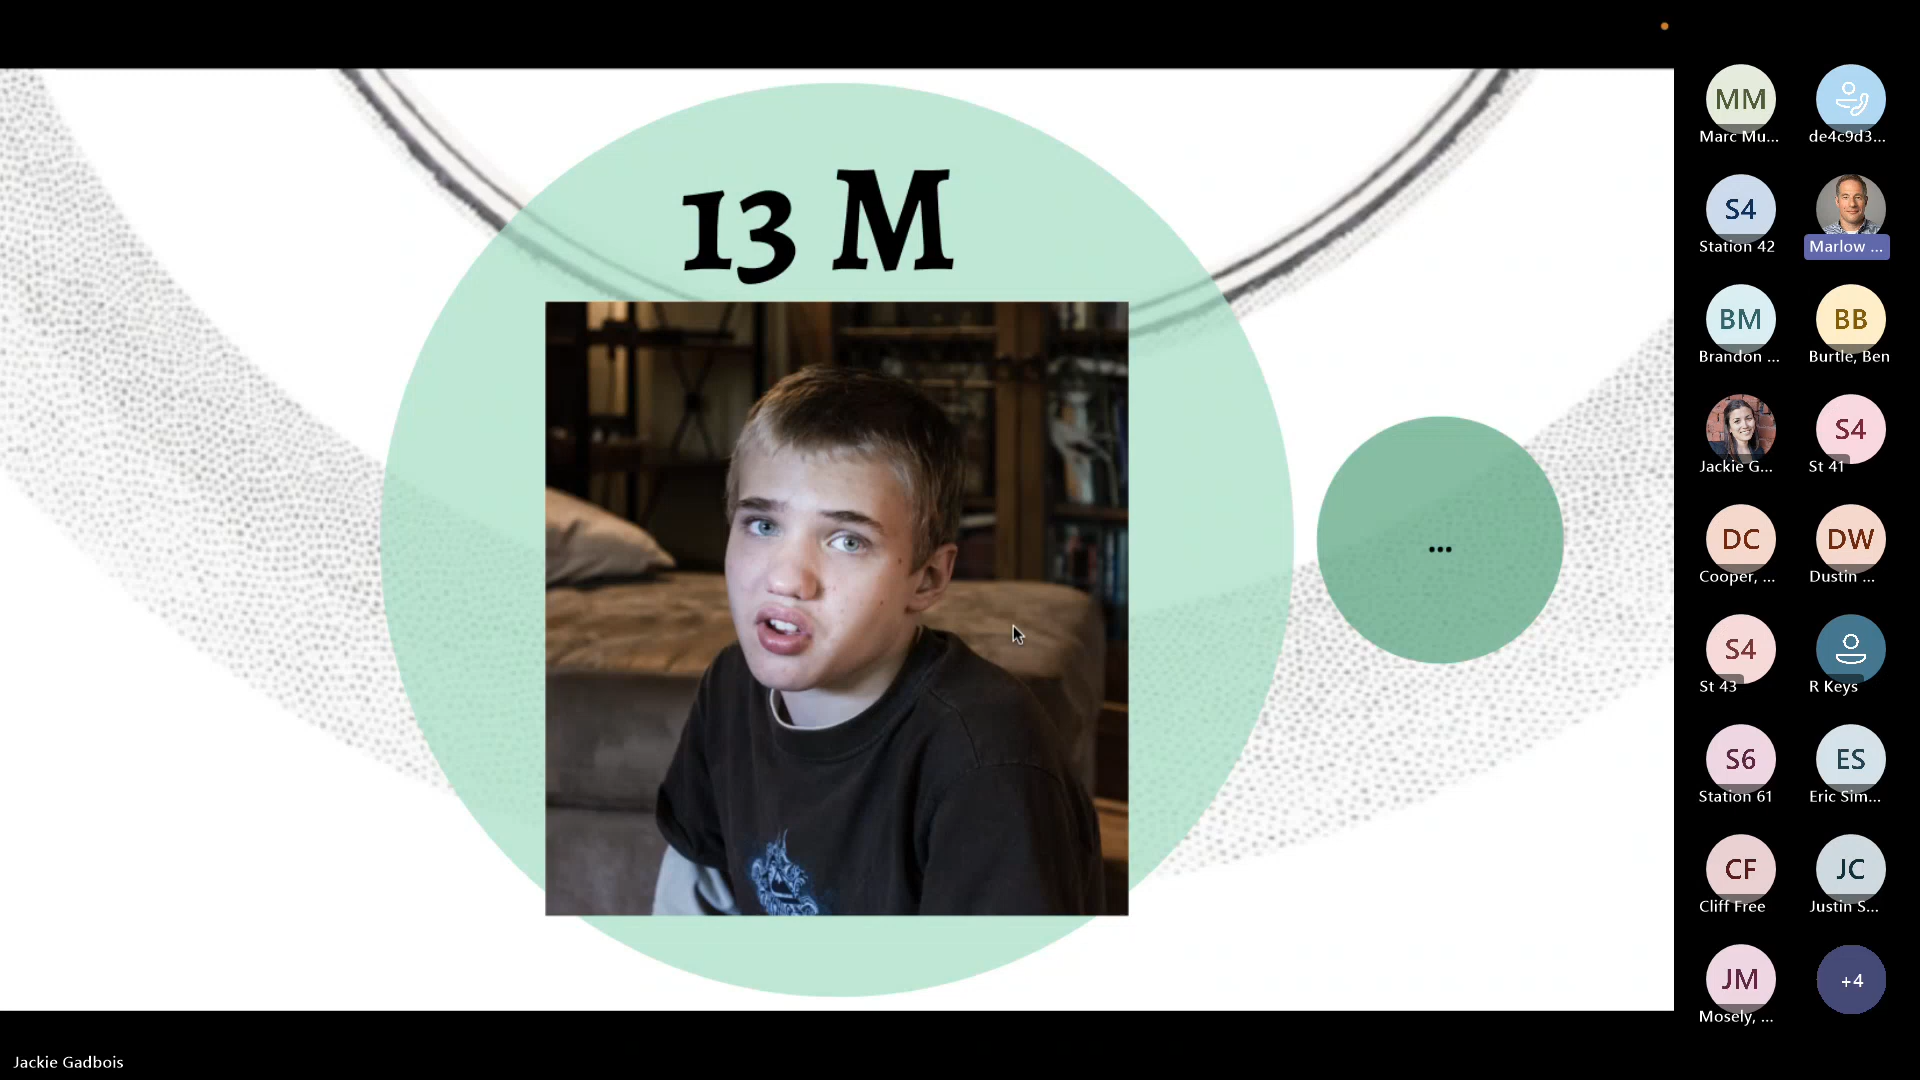 13 M
...
MM
Marc Mu...
de4c9d3...
S4
Station 42
Marlow ...
BM
Brandon ...
BB
Burtle, Ben
Jackie G...
S4
St 41
DC
Cooper, ...
DW
Dustin ...
S4
St 43
R Keys
S6
Station 61
ES
Eric Sim...
CF
Cliff Free
JC
Justin S...
JM
Mosely, ...
+4
Jackie Gadbois